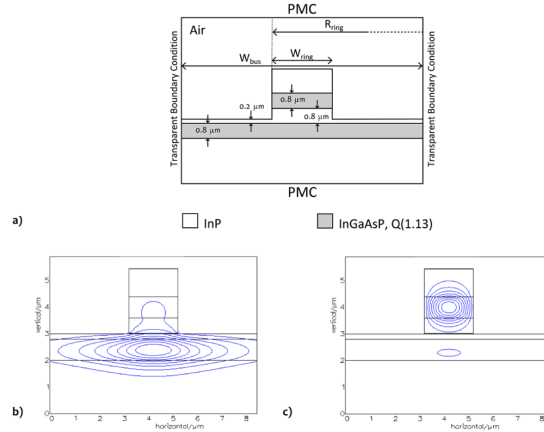 PMC
Air
R_ring
W_bus
W_ring
0.8 μm
0.2 μm
0.8 μm
0.8 μm
Transparent Boundary Condition
Transparent Boundary Condition
PMC
a)
InP
InGaAsP, Q(1.13)
vertical/μm
0 1 2 3 4 5
0 1 2 3 4 5 6 7 8
horizontal/μm
b)
vertical/μm
0 1 2 3 4 5
0 1 2 3 4 5 6 7 8
horizontal/μm
c)